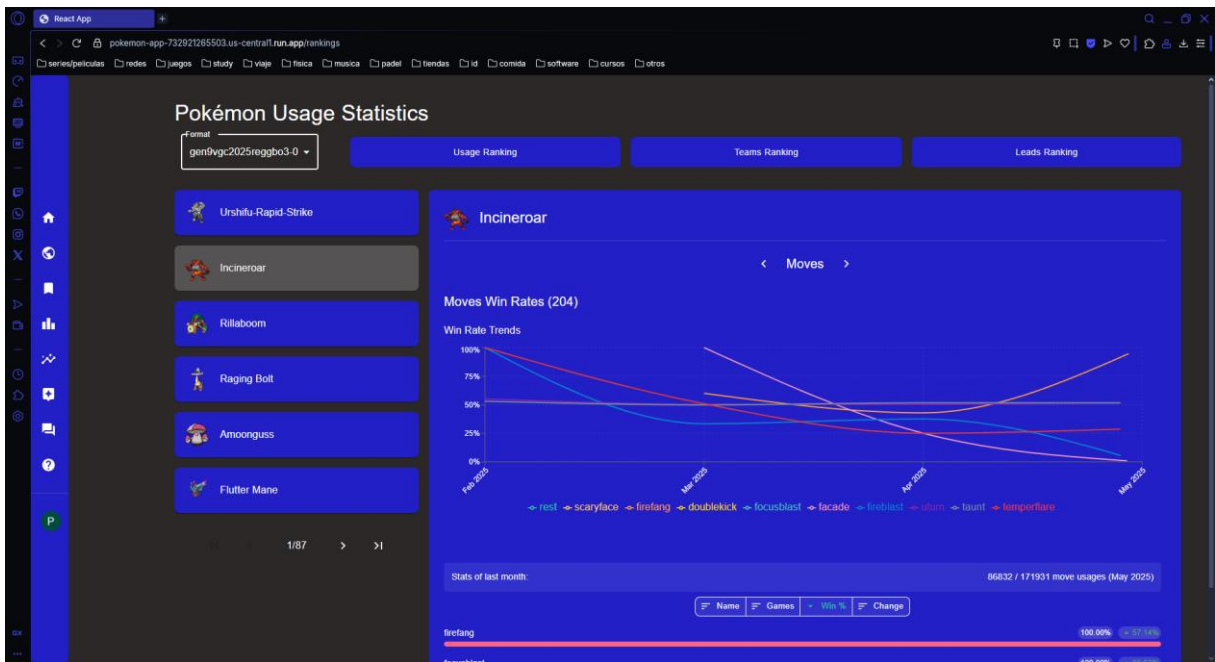 React App
pokemon-app-732921265503.us-central1.run.app/rankings
series/peliculas redes juegos study viaje fisica musica padel tiendas id comida software cursos otros
Pokémon Usage Statistics
Format
gen9vgc2025reggbo3-0
Usage Ranking Teams Ranking Leads Ranking
Urshifu-Rapid-Strike
Incineroar
Rillaboom
Raging Bolt
Amoonguss
Flutter Mane
1/87
P
GX
Incineroar
Moves
Moves Win Rates (204)
Win Rate Trends
100%
75%
50%
25%
0%
Feb 2025 Mar 2025 Apr 2025 May 2025
rest scaryface firefang doublekick focusblast facade fireblast uturn taunt temperflare
Stats of last month: 86832 / 171931 move usages (May 2025)
Name Games Win % Change
firefang 100.00% + 57.14%